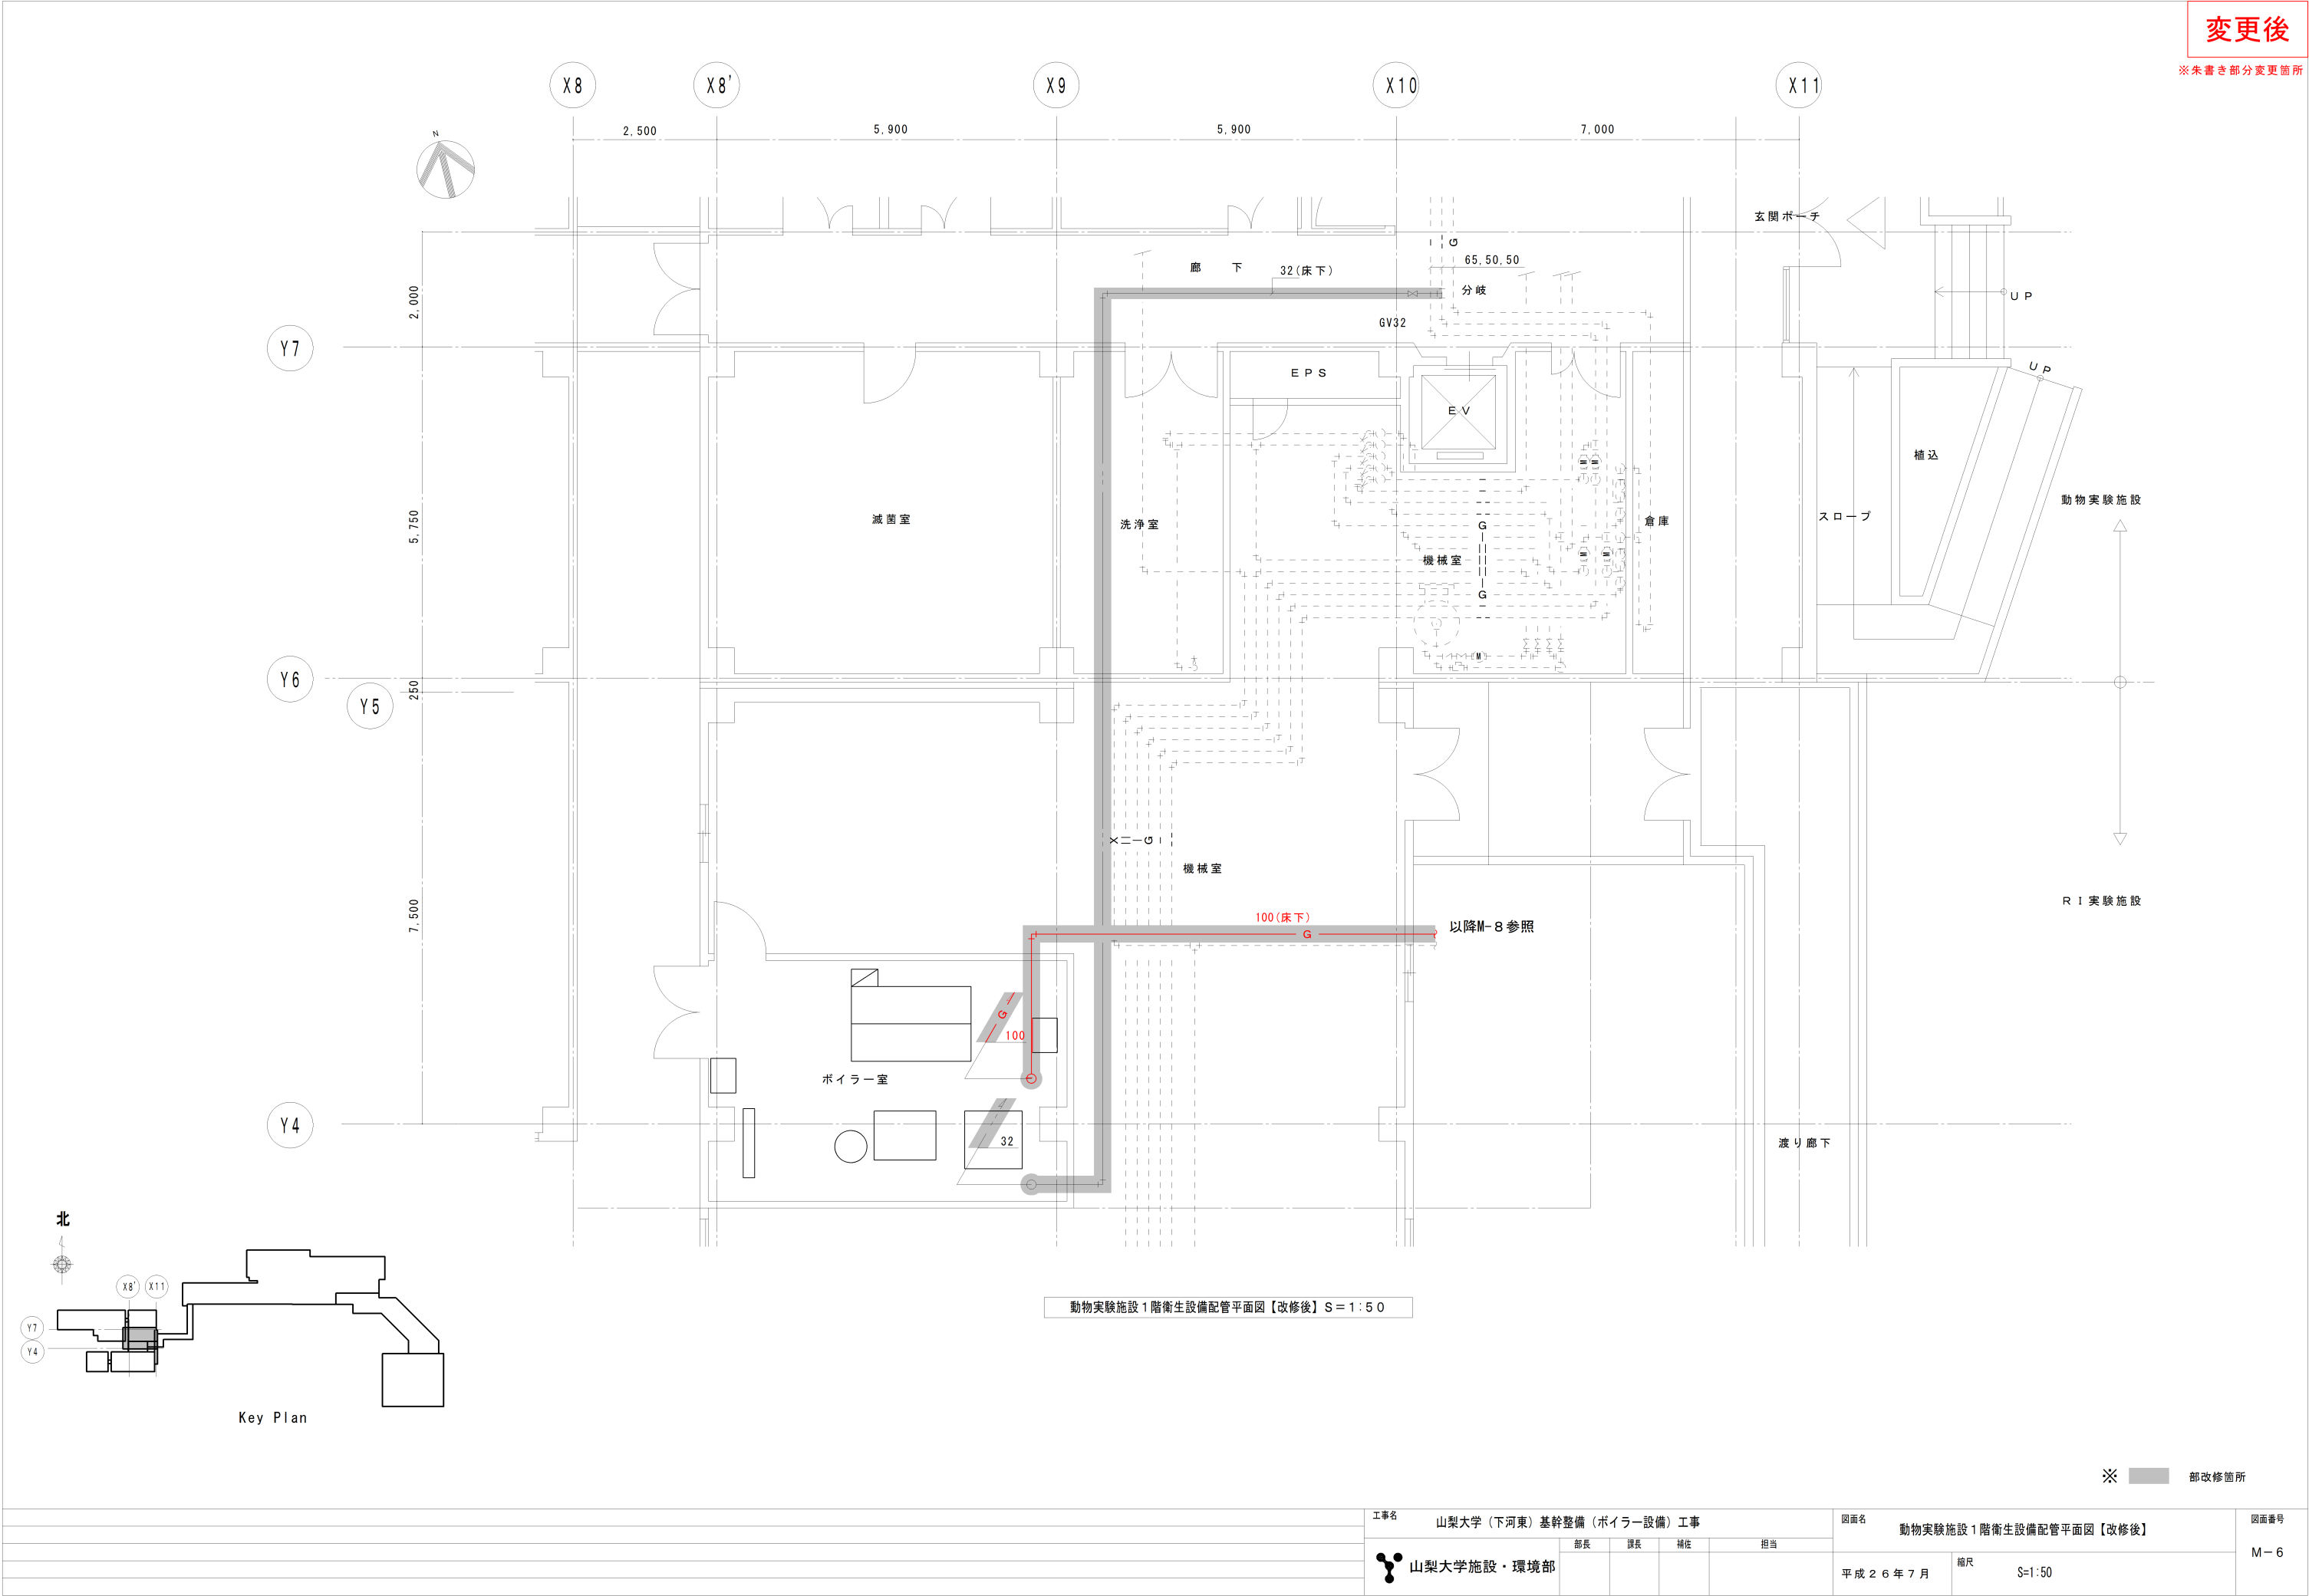 変更後
※朱書き部分変更箇所
X8
X8'
X9
X10
X11
2,500
5,900
5,900
7,000
N
玄関ポーチ
G
65,50,50
廊 下
32(床下)
分岐
UP
2,000
GV32
Y7
EPS
UP
EV
植込
M
M
動物実験施設
5,750
滅菌室
洗浄室
G
倉庫
スローブ
機械室
M
M
G
M
Y6
250
Y5
G
機械室
7,500
100(床下)
G
以降M-8参照
RI実験施設
G
100
ボイラー室
Y4
32
渡り廊下
北
X8'
X11
Y7
Y4
Key Plan
動物実験施設1階衛生設備配管平面図【改修後】S=1:50
※ 部改修箇所
工事名
山梨大学(下河東)基幹整備(ボイラー設備)工事
図面名
動物実験施設1階衛生設備配管平面図【改修後】
図面番号
M-6
山梨大学施設・環境部
部長
課長
補佐
担当
平成26年7月
縮尺
S=1:50